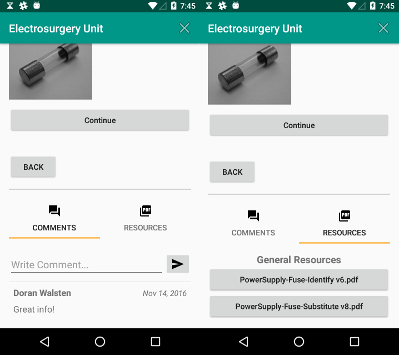 7:45
Electrosurgery Unit
Continue
BACK
COMMENTS
RESOURCES
Write Comment...
Doran Walsten
Nov 14, 2016
Great info!
7:45
Electrosurgery Unit
Continue
BACK
PDF
COMMENTS
RESOURCES
General Resources
PowerSupply-Fuse-Identify v6.pdf
PowerSupply-Fuse-Substitute v8.pdf